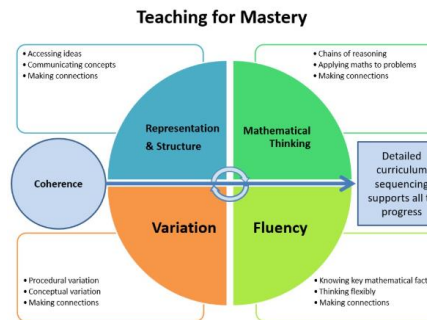 Teaching for Mastery
• Accessing ideas
• Communicating concepts
• Making connections
• Chains of reasoning
• Applying maths to problems
• Making connections
Representation
& Structure
Mathematical
Thinking
Coherence
Detailed
curriculum
sequencing
supports all
progress
Variation
Fluency
• Procedural variation
• Conceptual variation
• Making connections
• Knowing key mathematical fact
• Thinking flexibly
• Making connections